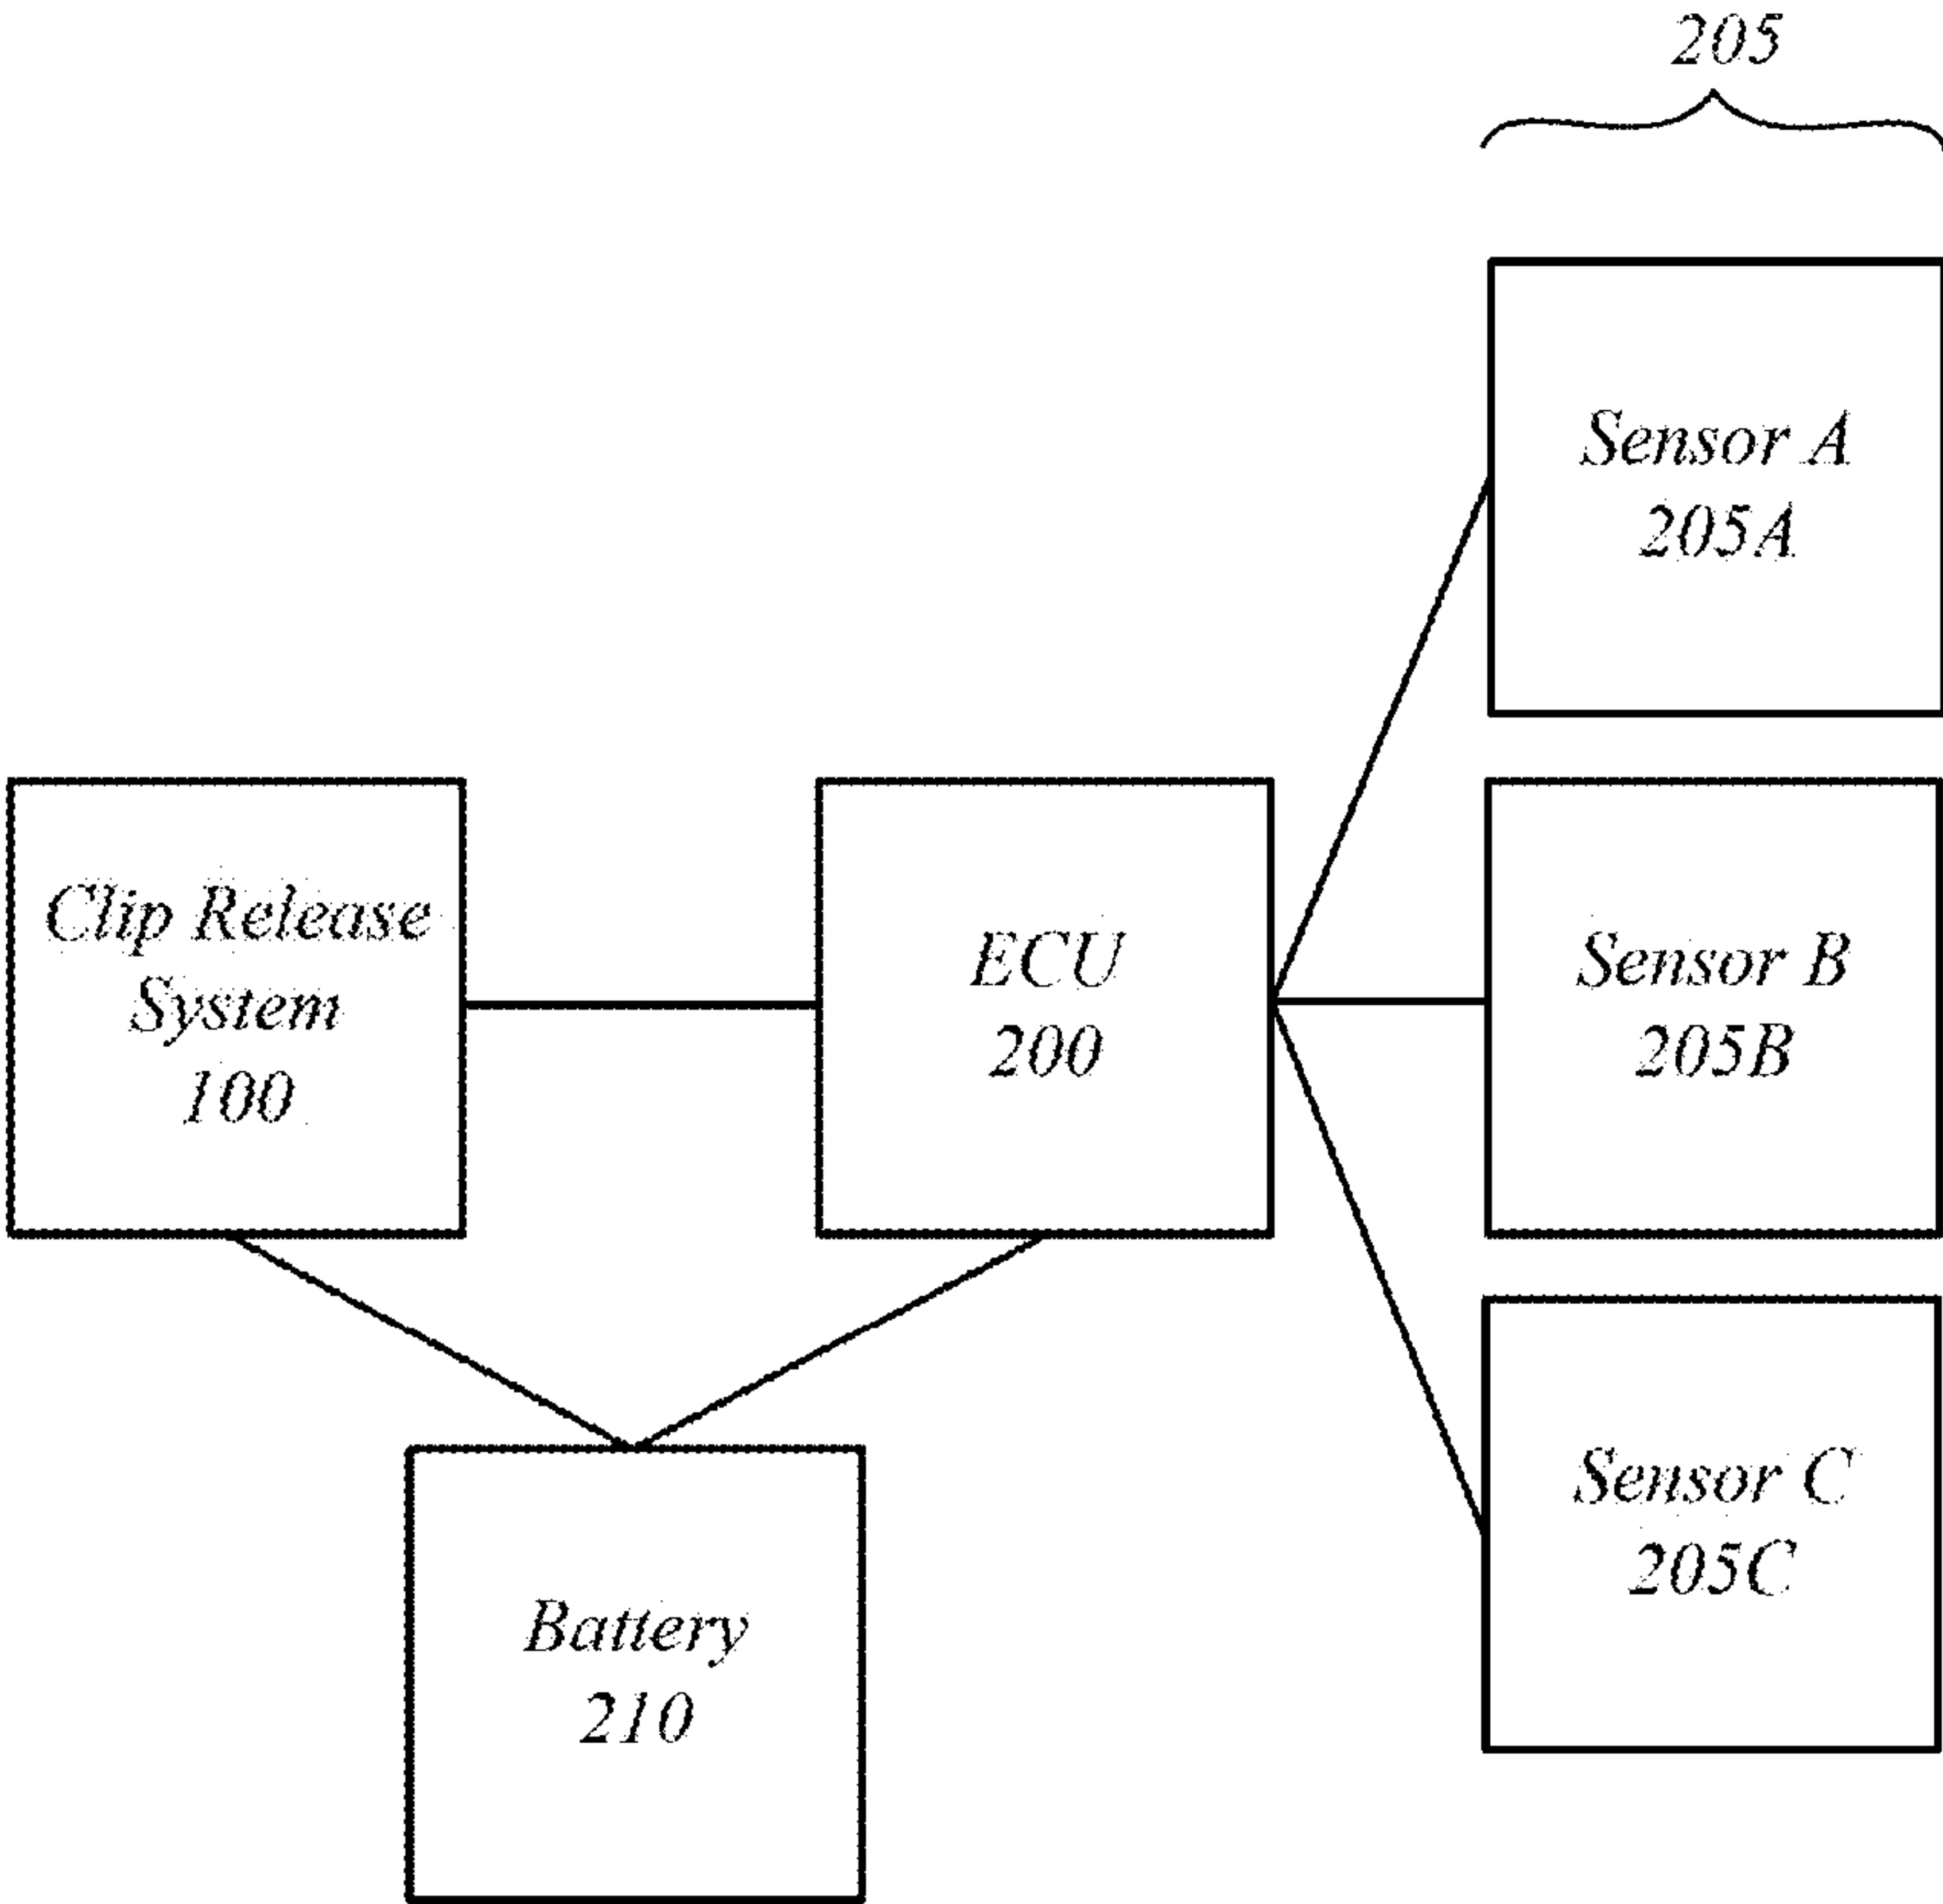 205
Sensor A
205A
Clip Release
System
100
ECU
200
Sensor B
205B
Sensor C
205C
Battery
210